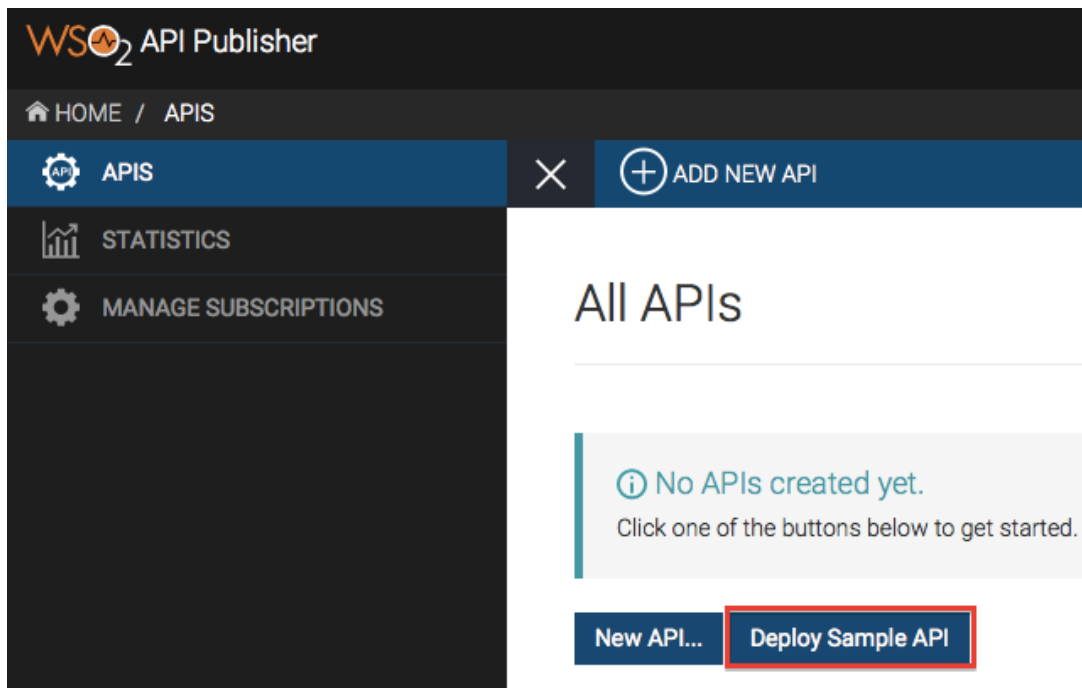 WSO2 API Publisher
HOME / APIS
API APIS
ADD NEW API
STATISTICS
MANAGE SUBSCRIPTIONS
All APIs
No APIs created yet.
Click one of the buttons below to get started.
New API...
Deploy Sample API